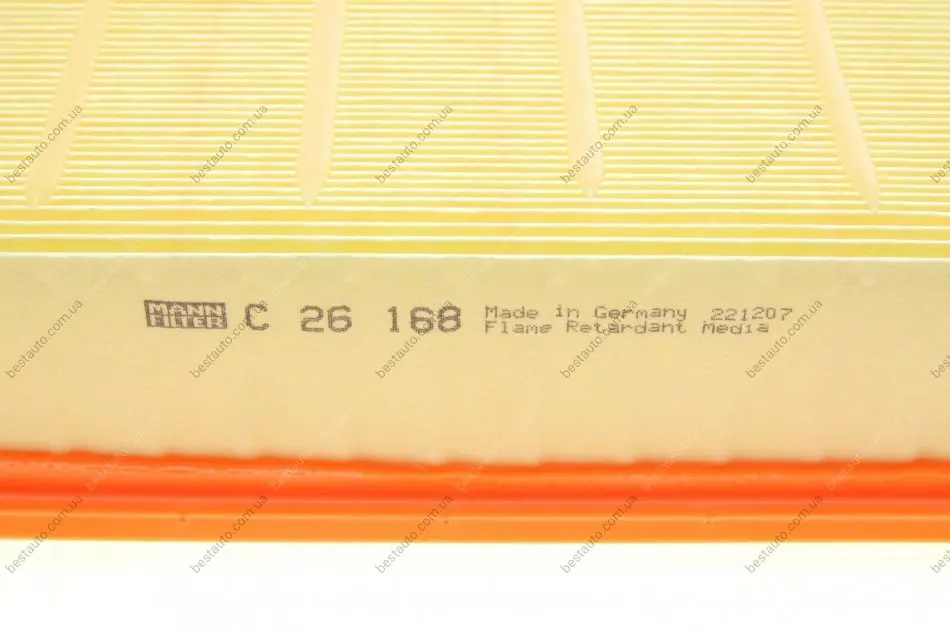 MANN FILTER C 26 168 Made in Germany 221207
Flame Retardant Media
bestauto.com.ua